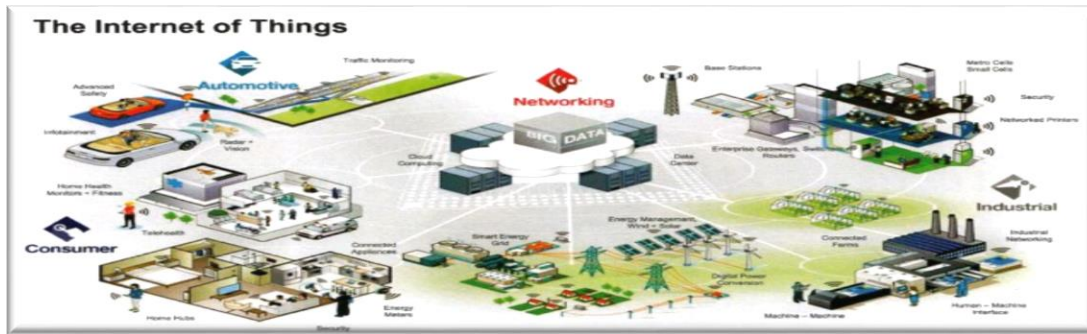 The Internet of Things
Automotive
Traffic Monitoring
Advanced
Safety
Infotainment
Radar +
Vision
Networking
BIG DATA
Cloud
Computing
Data
Center
Base Stations
Metro Cells
Small Cells
Security
Networked Printers
Enterprise Gateways,
Routers
Home Health
Monitors + Fitness
Telehealth
Consumer
Connected
Appliances
Home Hubs
Security
Energy
Meters
Smart Energy
Grid
Energy Management,
Wind + Solar
Digital Power
Conversion
Connected
Farms
Industrial
Industrial
Networking
Machine – Machine
Human – Machine
Interface